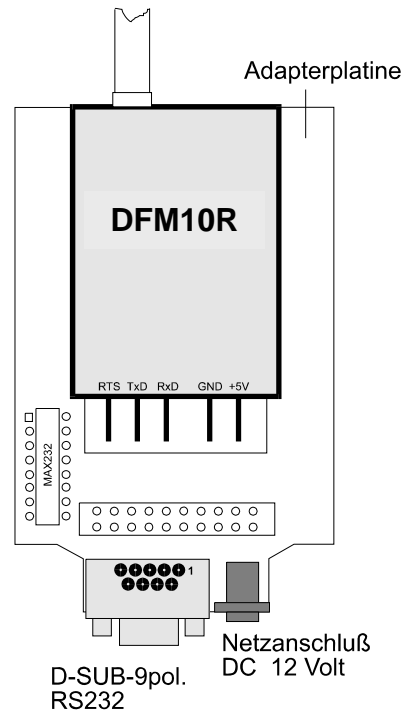 Adapterplatine
DFM10R
RTS TxD RxD GND +5V
MAX232
1
D-SUB-9pol.
RS232
Netzanschluß
DC 12 Volt